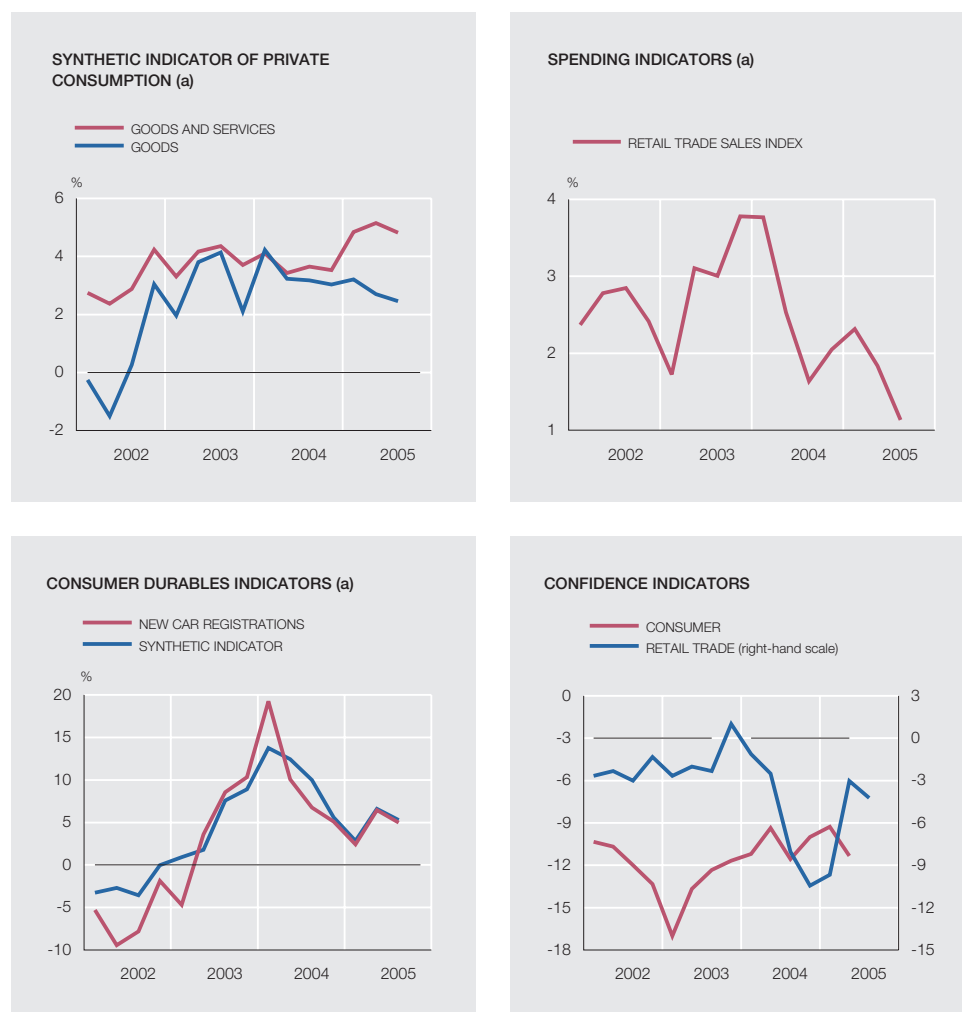 SYNTHETIC INDICATOR OF PRIVATE
CONSUMPTION (a)
GOODS AND SERVICES
GOODS
%
6
4
2
0
-2
2002 2003 2004 2005
SPENDING INDICATORS (a)
RETAIL TRADE SALES INDEX
%
4
3
2
1
2002 2003 2004 2005
CONSUMER DURABLES INDICATORS (a)
NEW CAR REGISTRATIONS
SYNTHETIC INDICATOR
%
20
15
10
5
0
-5
-10
2002 2003 2004 2005
CONFIDENCE INDICATORS
CONSUMER
RETAIL TRADE (right-hand scale)
0 3
-3 0
-6 -3
-9 -6
-12 -9
-15 -12
-18 -15
2002 2003 2004 2005